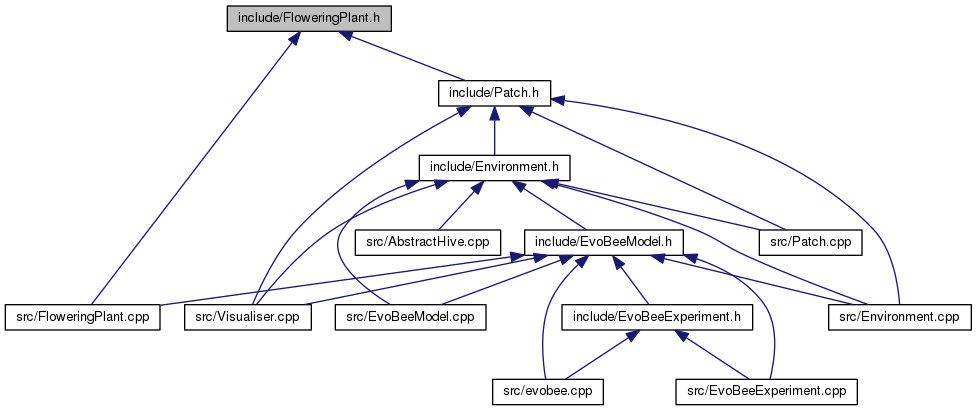 include/FloweringPlant.h
include/Patch.h
include/Environment.h
src/AbstractHive.cpp
include/EvoBeeModel.h
src/Patch.cpp
src/FloweringPlant.cpp
src/Visualiser.cpp
src/EvoBeeModel.cpp
include/EvoBeeExperiment.h
src/Environment.cpp
src/evobee.cpp
src/EvoBeeExperiment.cpp